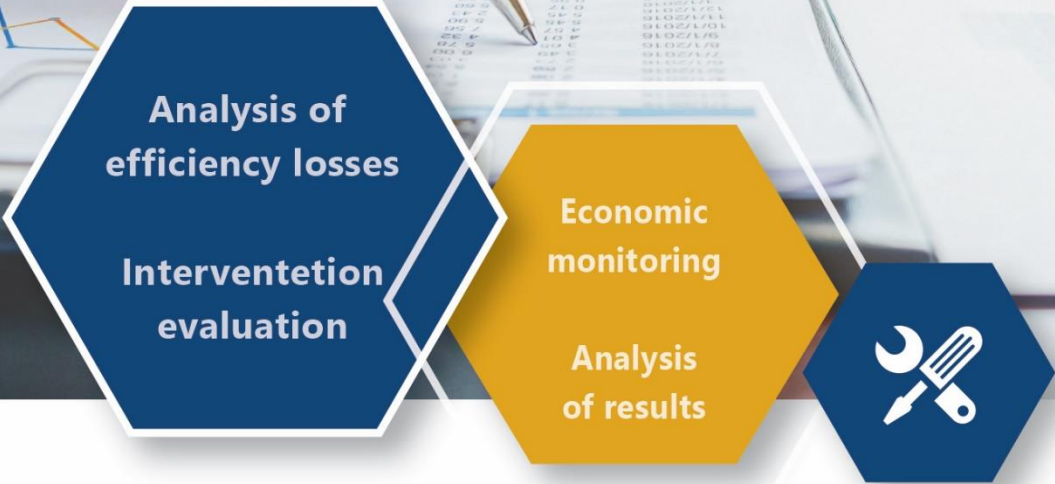 Analysis of
efficiency losses
Interventetion
evaluation
Economic
monitoring
Analysis
of results